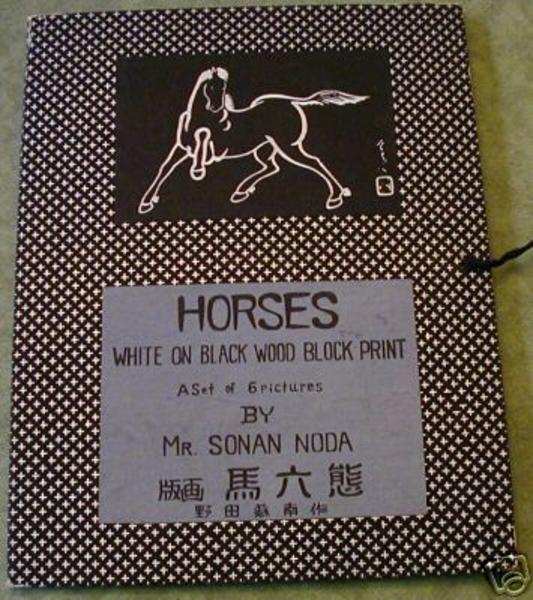 HORSES
WHITE ON BLACK WOOD BLOCK PRINT
A Set of 6 pictures
BY
MR. SONAN NODA
版画 馬六態
野田蘇南作